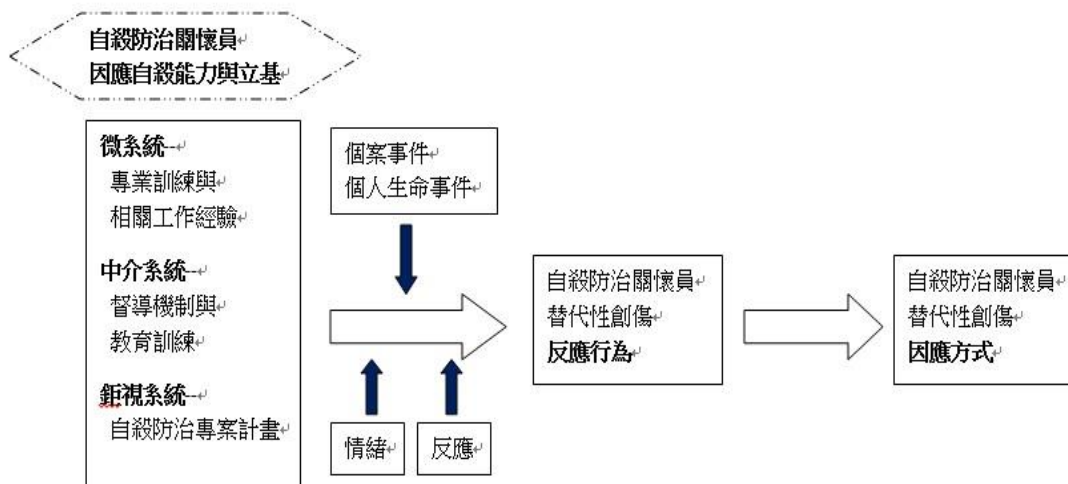 自殺防治關懷員
因應自殺能力與立基
微系統--
專業訓練與
相關工作經驗
中介系統--
督導機制與
教育訓練
鉅視系統--
自殺防治專案計畫
個案事件
個人生命事件
情緒
反應
自殺防治關懷員
替代性創傷
反應行為
自殺防治關懷員
替代性創傷
因應方式